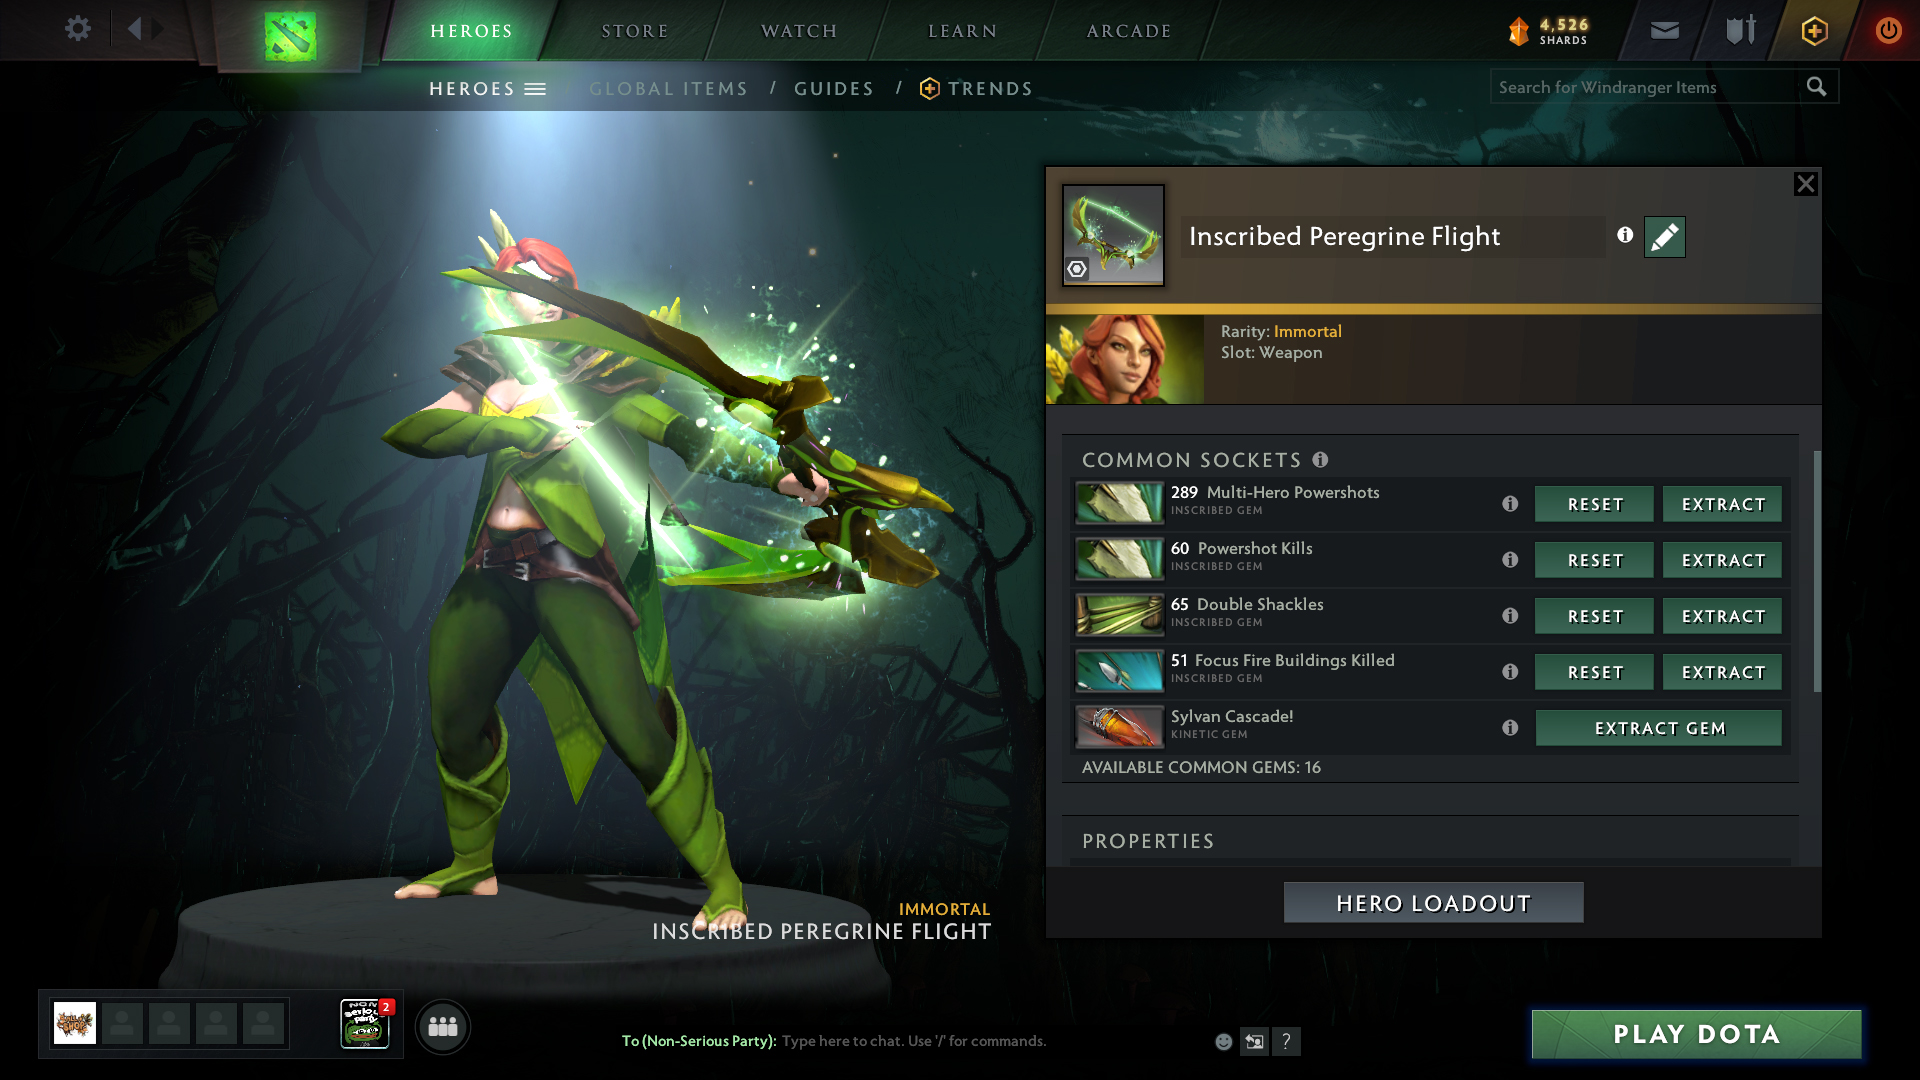 HEROES
STORE
WATCH
LEARN
ARCADE
4,526
SHARDS
HEROES
GLOBAL ITEMS
/
GUIDES
/
TRENDS
Search for Windranger Items
Inscribed Peregrine Flight
Rarity: Immortal
Slot: Weapon
COMMON SOCKETS
289 Multi-Hero Powershots
INSCRIBED GEM
RESET
EXTRACT
60 Powershot Kills
INSCRIBED GEM
RESET
EXTRACT
65 Double Shackles
INSCRIBED GEM
RESET
EXTRACT
51 Focus Fire Buildings Killed
INSCRIBED GEM
RESET
EXTRACT
Sylvan Cascade!
KINETIC GEM
EXTRACT GEM
AVAILABLE COMMON GEMS: 16
PROPERTIES
HERO LOADOUT
IMMORTAL
INSCRIBED PEREGRINE FLIGHT
NON
serious
party
2
To (Non-Serious Party): Type here to chat. Use '/' for commands.
?
PLAY DOTA